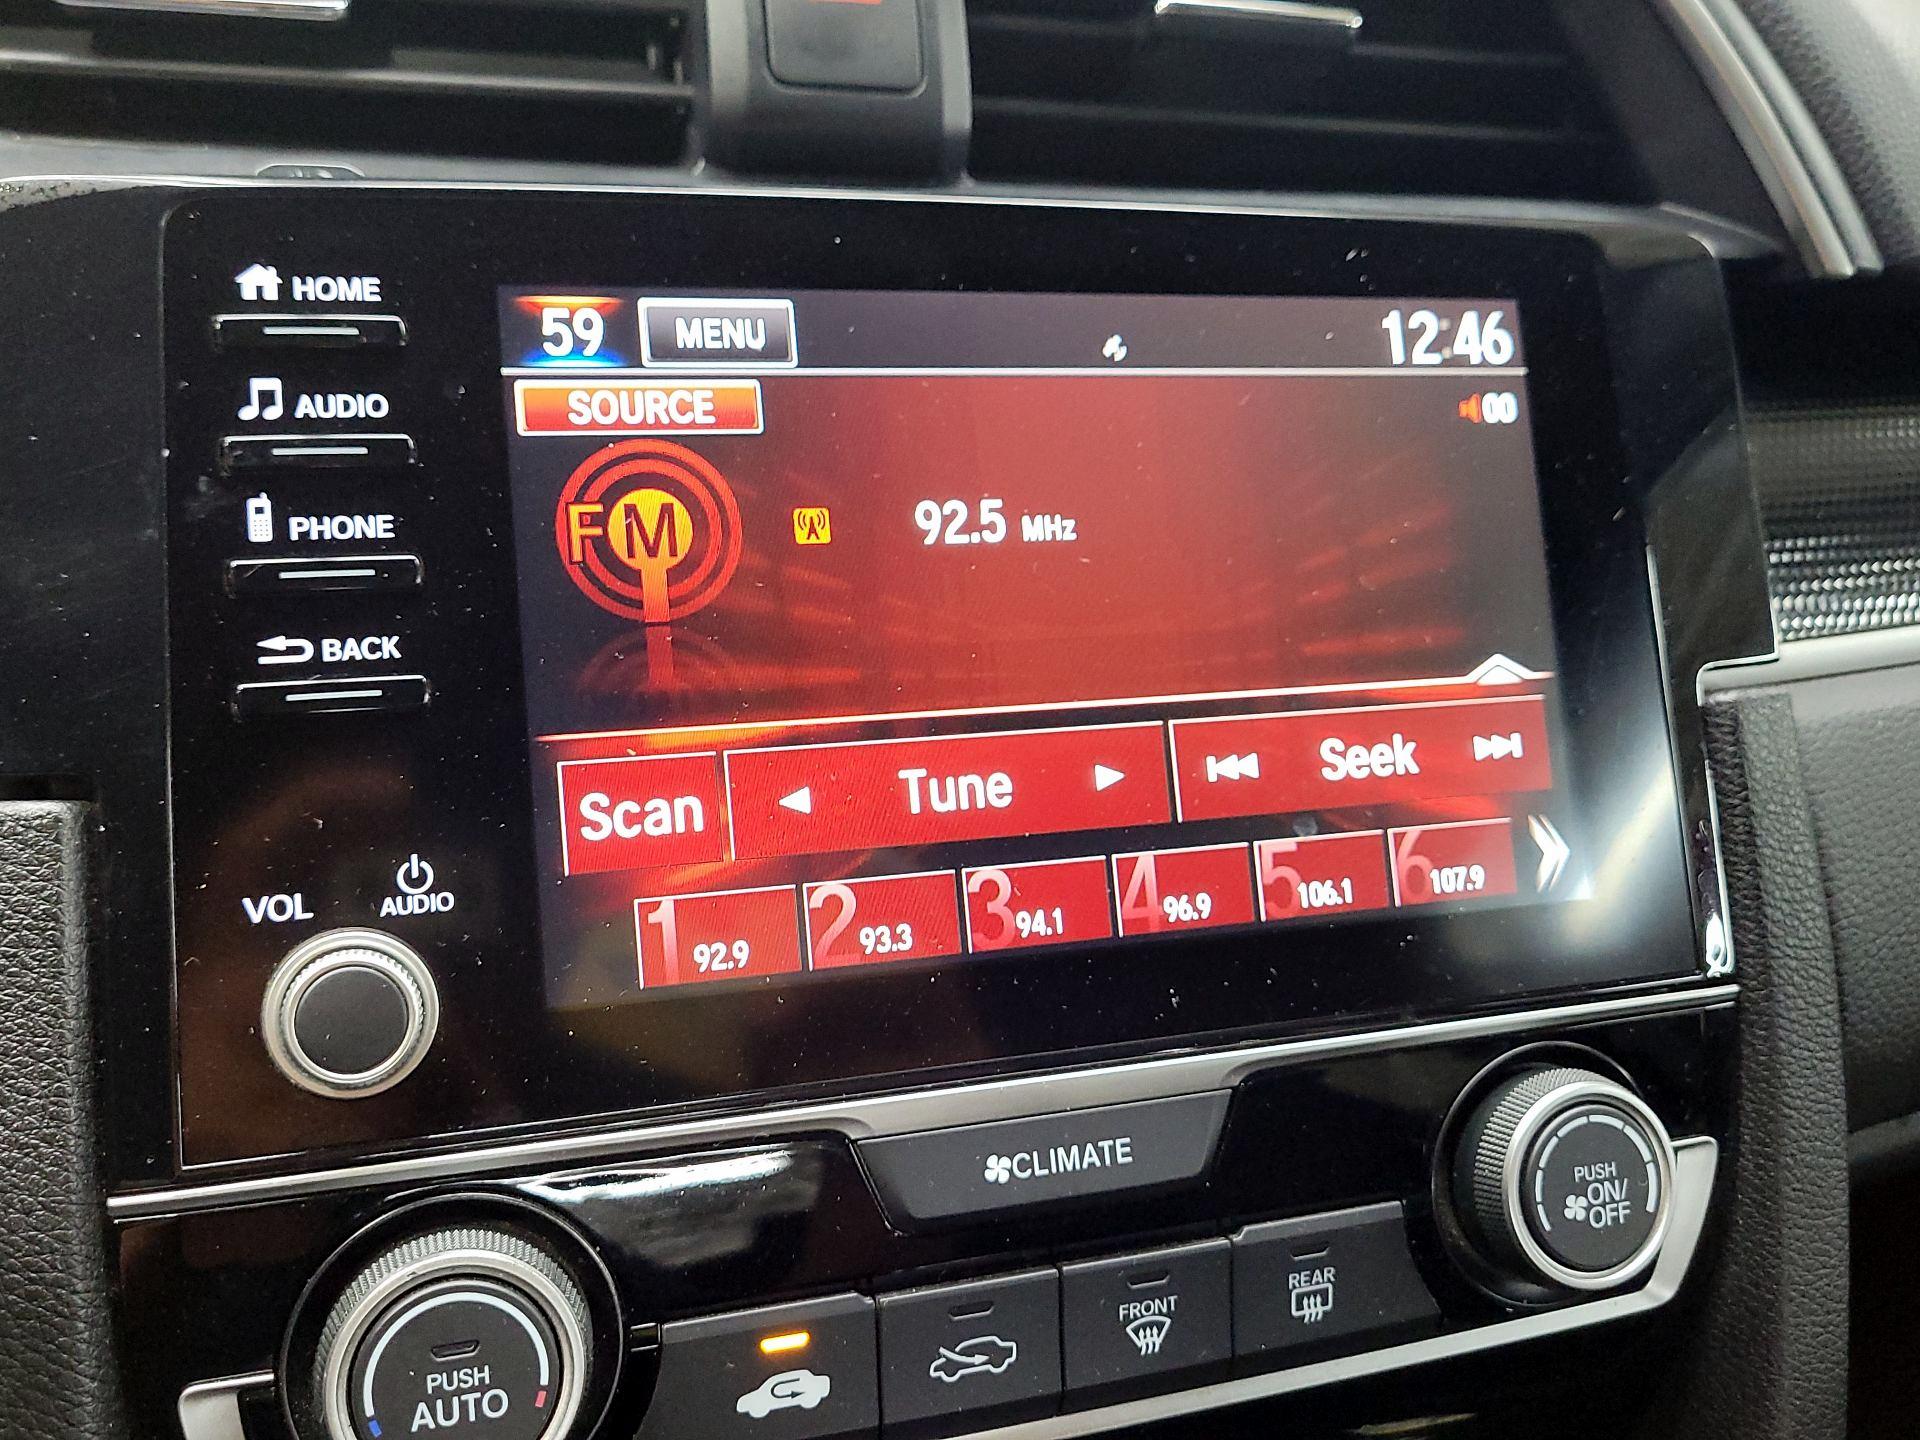 HOME
59 MENU 12:46
AUDIO
SOURCE 00
PHONE
FM 92.5 MHz
BACK
Scan Tune Seek
1 92.9 2 93.3 3 94.1 4 96.9 5 106.1 6 107.9
VOL AUDIO
CLIMATE
PUSH
ON/
OFF
FRONT
REAR
PUSH
AUTO